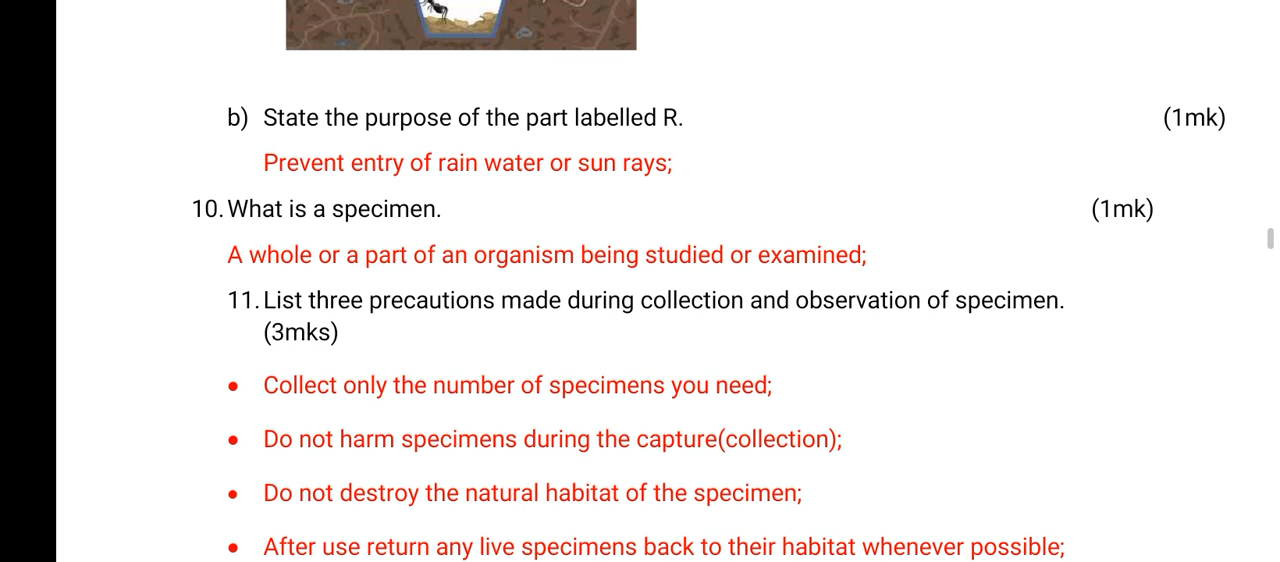 b) State the purpose of the part labelled R. (1mk)
Prevent entry of rain water or sun rays;
10. What is a specimen. (1mk)
A whole or a part of an organism being studied or examined;
11. List three precautions made during collection and observation of specimen.
(3mks)
• Collect only the number of specimens you need;
• Do not harm specimens during the capture(collection);
• Do not destroy the natural habitat of the specimen;
• After use return any live specimens back to their habitat whenever possible;